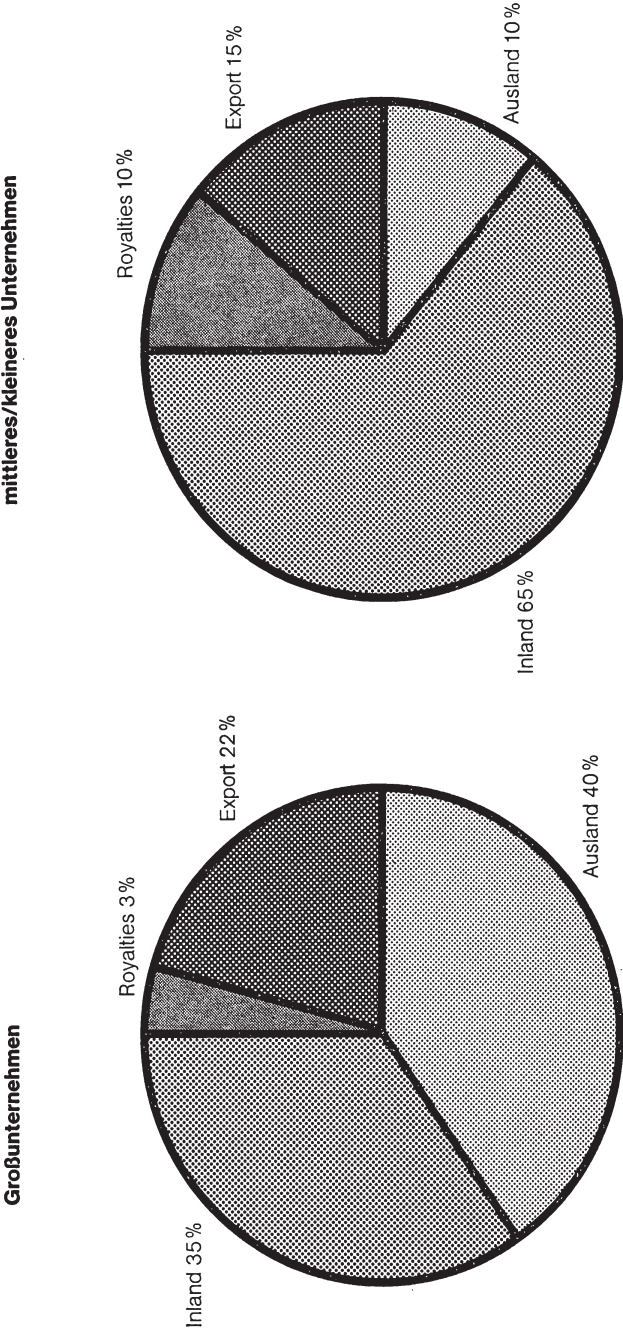 Großunternehmen
Royalties 3%
Export 22%
Inland 35%
Ausland 40%
mittleres/kleineres Unternehmen
Royalties 10%
Export 15%
Inland 65%
Ausland 10%